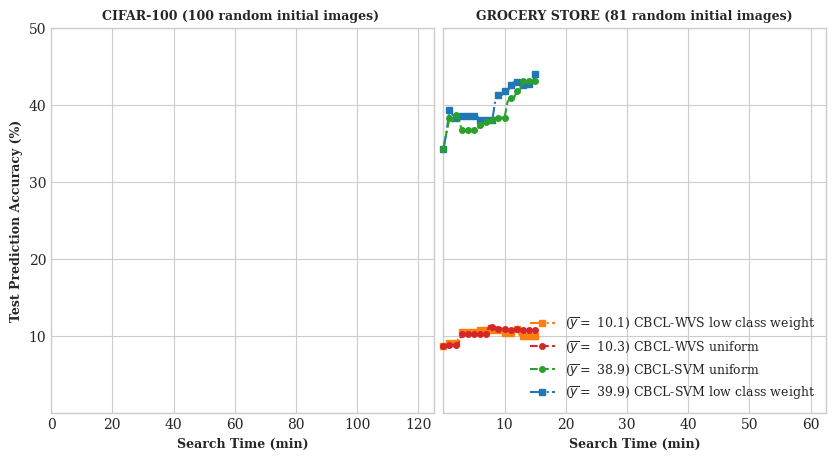 CIFAR-100 (100 random initial images)
GROCERY STORE (81 random initial images)
Test Prediction Accuracy (%)
50
40
30
20
10
0 20 40 60 80 100 120
10 20 30 40 50 60
Search Time (min)
Search Time (min)
(y̅ = 10.1) CBCL-WVS low class weight
(y̅ = 10.3) CBCL-WVS uniform
(y̅ = 38.9) CBCL-SVM uniform
(y̅ = 39.9) CBCL-SVM low class weight